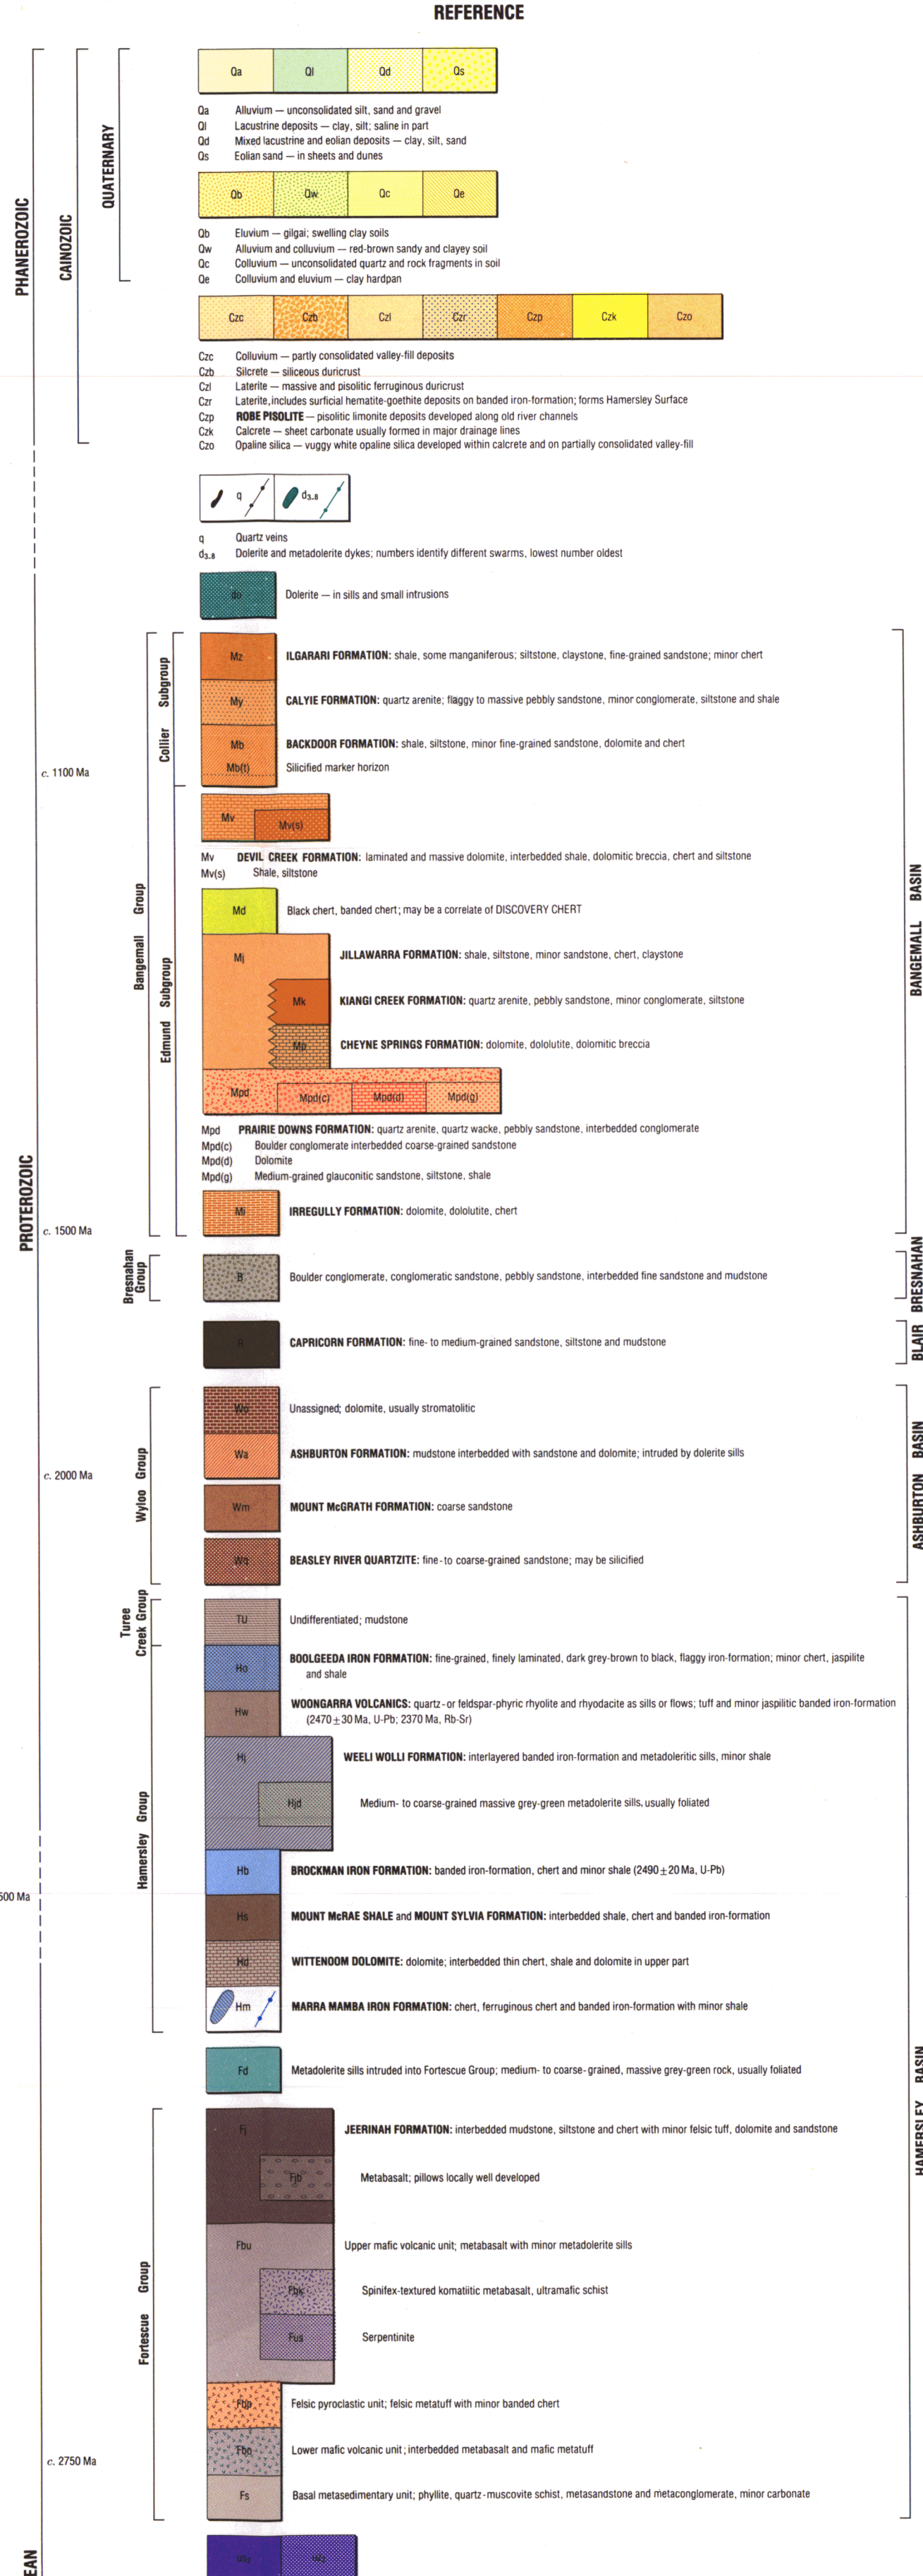 REFERENCE
PHANEROZOIC
CAINOZOIC
QUATERNARY
Qa Ql Qd Qs
Qa Alluvium — unconsolidated silt, sand and gravel
Ql Lacustrine deposits — clay, silt; saline in part
Qd Mixed lacustrine and eolian deposits — clay, silt, sand
Qs Eolian sand — in sheets and dunes
Qb Qw Qc Qe
Qb Eluvium — gilgai; swelling clay soils
Qw Alluvium and colluvium — red-brown sandy and clayey soil
Qc Colluvium — unconsolidated quartz and rock fragments in soil
Qe Colluvium and eluvium — clay hardpan
Czc Czb Czl Czr Czp Czk Czo
Czc Colluvium — partly consolidated valley-fill deposits
Czb Silcrete — siliceous duricrust
Czl Laterite — massive and pisolitic ferruginous duricrust
Czr Laterite, includes surficial hematite-goethite deposits on banded iron-formation; forms Hamersley Surface
Czp ROBE PISOLITE — pisolitic limonite deposits developed along old river channels
Czk Calcrete — sheet carbonate usually formed in major drainage lines
Czo Opaline silica — vuggy white opaline silica developed within calcrete and on partially consolidated valley-fill
q d3-8
q Quartz veins
d3-8 Dolerite and metadolerite dykes; numbers identify different swarms, lowest number oldest
do Dolerite — in sills and small intrusions
PROTEROZOIC
Bangemall Group
Collier Subgroup
BANGEMALL BASIN
Mz ILGARARI FORMATION: shale, some manganiferous; siltstone, claystone, fine-grained sandstone; minor chert
My CALYIE FORMATION: quartz arenite; flaggy to massive pebbly sandstone, minor conglomerate, siltstone and shale
Mb BACKDOOR FORMATION: shale, siltstone, minor fine-grained sandstone, dolomite and chert
Mb(t) Silicified marker horizon
c. 1100 Ma
Edmund Subgroup
Mv Mv(s)
Mv DEVIL CREEK FORMATION: laminated and massive dolomite, interbedded shale, dolomitic breccia, chert and siltstone
Mv(s) Shale, siltstone
Md Black chert, banded chert; may be a correlate of DISCOVERY CHERT
Mj JILLAWARRA FORMATION: shale, siltstone, minor sandstone, chert, claystone
Mk KIANGI CREEK FORMATION: quartz arenite, pebbly sandstone, minor conglomerate, siltstone
Mp CHEYNE SPRINGS FORMATION: dolomite, dololutite, dolomitic breccia
Mpd Mpd(c) Mpd(d) Mpd(g)
Mpd PRAIRIE DOWNS FORMATION: quartz arenite, quartz wacke, pebbly sandstone, interbedded conglomerate
Mpd(c) Boulder conglomerate interbedded coarse-grained sandstone
Mpd(d) Dolomite
Mpd(g) Medium-grained glauconitic sandstone, siltstone, shale
Mi IRREGULLY FORMATION: dolomite, dololutite, chert
c. 1500 Ma
Bresnahan Group
B Boulder conglomerate, conglomeratic sandstone, pebbly sandstone, interbedded fine sandstone and mudstone
BRESNAHAN
CAPRICORN FORMATION: fine- to medium-grained sandstone, siltstone and mudstone
BLAIR
Wyloo Group
ASHBURTON BASIN
Wo Unassigned; dolomite, usually stromatolitic
Wa ASHBURTON FORMATION: mudstone interbedded with sandstone and dolomite; intruded by dolerite sills
c. 2000 Ma
Wm MOUNT McGRATH FORMATION: coarse sandstone
Wq BEASLEY RIVER QUARTZITE: fine- to coarse-grained sandstone; may be silicified
Turee Creek Group
TU Undifferentiated; mudstone
HAMERSLEY BASIN
Hamersley Group
Ho BOOLGEEDA IRON FORMATION: fine-grained, finely laminated, dark grey-brown to black, flaggy iron-formation; minor chert, jaspilite
and shale
Hw WOONGARRA VOLCANICS: quartz- or feldspar-phyric rhyolite and rhyodacite as sills or flows; tuff and minor jaspilitic banded iron-formation
(2470±30 Ma, U-Pb; 2370 Ma, Rb-Sr)
Hj WEELI WOLLI FORMATION: interlayered banded iron-formation and metadoleritic sills, minor shale
Hjd Medium- to coarse-grained massive grey-green metadolerite sills, usually foliated
Hb BROCKMAN IRON FORMATION: banded iron-formation, chert and minor shale (2490±20 Ma, U-Pb)
500 Ma
Hs MOUNT McRAE SHALE and MOUNT SYLVIA FORMATION: interbedded shale, chert and banded iron-formation
Hd WITTENOOM DOLOMITE: dolomite; interbedded thin chert, shale and dolomite in upper part
Hm MARRA MAMBA IRON FORMATION: chert, ferruginous chert and banded iron-formation with minor shale
Fd Metadolerite sills intruded into Fortescue Group; medium- to coarse-grained, massive grey-green rock, usually foliated
Fortescue Group
Fj JEERINAH FORMATION: interbedded mudstone, siltstone and chert with minor felsic tuff, dolomite and sandstone
Fjb Metabasalt; pillows locally well developed
Fbu Upper mafic volcanic unit; metabasalt with minor metadolerite sills
Fbk Spinifex-textured komatiitic metabasalt, ultramafic schist
Fus Serpentinite
Fbp Felsic pyroclastic unit; felsic metatuff with minor banded chert
Fbo Lower mafic volcanic unit; interbedded metabasalt and mafic metatuff
c. 2750 Ma
Fs Basal metasedimentary unit; phyllite, quartz-muscovite schist, metasandstone and metaconglomerate, minor carbonate
EAN